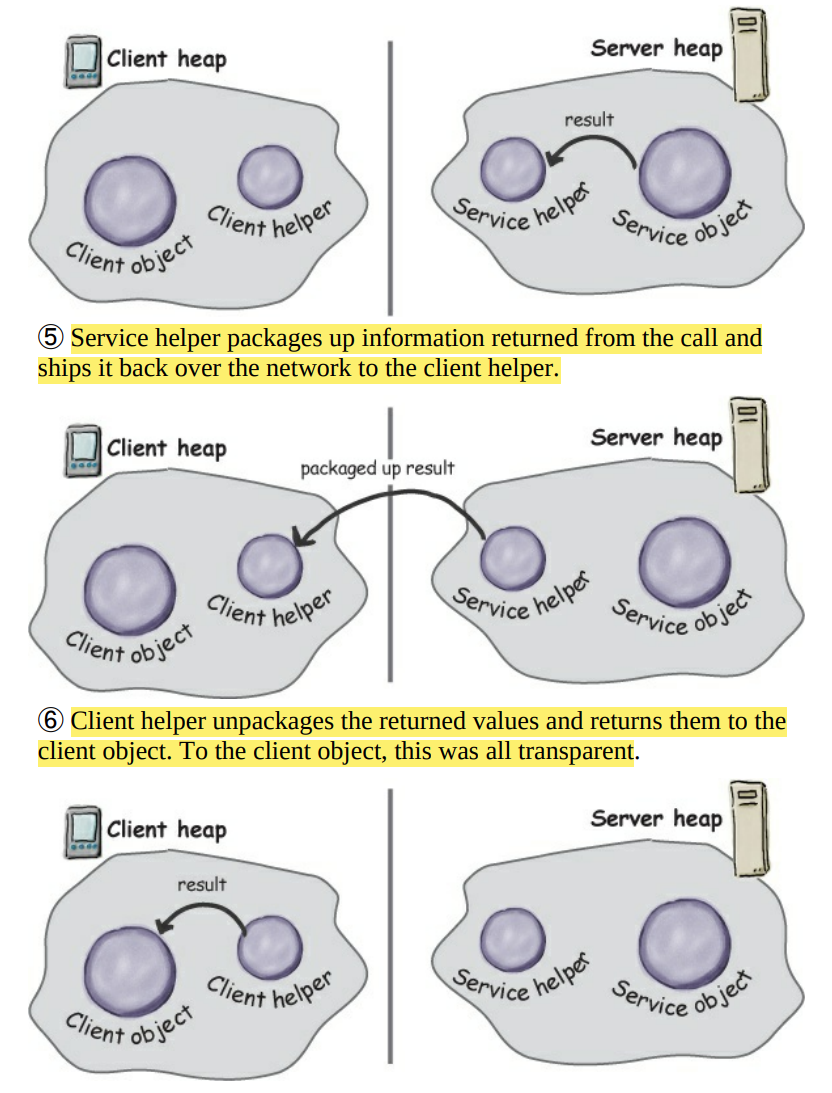 Client heap
Server heap
result
Client object
Client helper
Service helper
Service object
⑤ Service helper packages up information returned from the call and
ships it back over the network to the client helper.
Client heap
Server heap
packaged up result
Client object
Client helper
Service helper
Service object
⑥ Client helper unpackages the returned values and returns them to the
client object. To the client object, this was all transparent.
Client heap
Server heap
result
Client object
Client helper
Service helper
Service object